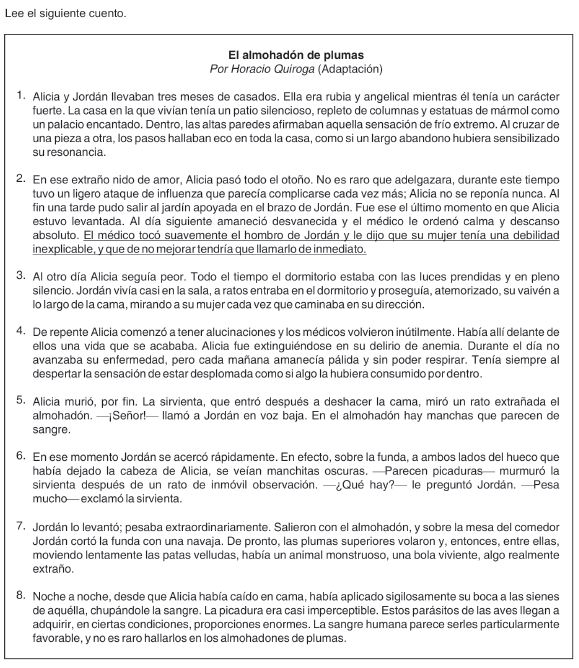 Lee el siguiente cuento.
El almohadón de plumas
Por Horacio Quiroga (Adaptación)
1. Alicia y Jordán llevaban tres meses de casados. Ella era rubia y angelical mientras él tenía un carácter
fuerte. La casa en la que vivían tenía un patio silencioso, repleto de columnas y estatuas de mármol como
un palacio encantado. Dentro, las altas paredes afirmaban aquella sensación de frío extremo. Al cruzar de
una pieza a otra, los pasos hallaban eco en toda la casa, como si un largo abandono hubiera sensibilizado
su resonancia.
2. En ese extraño nido de amor, Alicia pasó todo el otoño. No es raro que adelgazara, durante este tiempo
tuvo un ligero ataque de influenza que parecía complicarse cada vez más; Alicia no se reponía nunca. Al
fin una tarde pudo salir al jardín apoyada en el brazo de Jordán. Fue ese el último momento en que Alicia
estuvo levantada. Al día siguiente amaneció desvanecida y el médico le ordenó calma y descanso
absoluto. El médico tocó suavemente el hombro de Jordán y le dijo que su mujer tenía una debilidad
inexplicable, y que de no mejorar tendría que llamarlo de inmediato.
3. Al otro día Alicia seguía peor. Todo el tiempo el dormitorio estaba con las luces prendidas y en pleno
silencio. Jordán vivía casi en la sala, a ratos entraba en el dormitorio y proseguía, atemorizado, su vaivén a
lo largo de la cama, mirando a su mujer cada vez que caminaba en su dirección.
4. De repente Alicia comenzó a tener alucinaciones y los médicos volvieron inútilmente. Había allí delante de
ellos una vida que se acababa. Alicia fue extinguiéndose en su delirio de anemia. Durante el día no
avanzaba su enfermedad, pero cada mañana amanecía pálida y sin poder respirar. Tenía siempre al
despertar la sensación de estar desplomada como si algo la hubiera consumido por dentro.
5. Alicia murió, por fin. La sirvienta, que entró después a deshacer la cama, miró un rato extrañada el
almohadón. —¡Señor!— llamó a Jordán en voz baja. En el almohadón hay manchas que parecen de
sangre.
6. En ese momento Jordán se acercó rápidamente. En efecto, sobre la funda, a ambos lados del hueco que
había dejado la cabeza de Alicia, se veían manchitas oscuras. —Parecen picaduras— murmuró la
sirvienta después de un rato de inmóvil observación. —¿Qué hay?— le preguntó Jordán. —Pesa
mucho— exclamó la sirvienta.
7. Jordán lo levantó; pesaba extraordinariamente. Salieron con el almohadón, y sobre la mesa del comedor
Jordán cortó la funda con una navaja. De pronto, las plumas superiores volaron y, entonces, entre ellas,
moviendo lentamente las patas velludas, había un animal monstruoso, una bola viviente, algo realmente
extraño.
8. Noche a noche, desde que Alicia había caído en cama, había aplicado sigilosamente su boca a las sienes
de aquélla, chupándole la sangre. La picadura era casi imperceptible. Estos parásitos de las aves llegan a
adquirir, en ciertas condiciones, proporciones enormes. La sangre humana parece serles particularmente
favorable, y no es raro hallarlos en los almohadones de plumas.